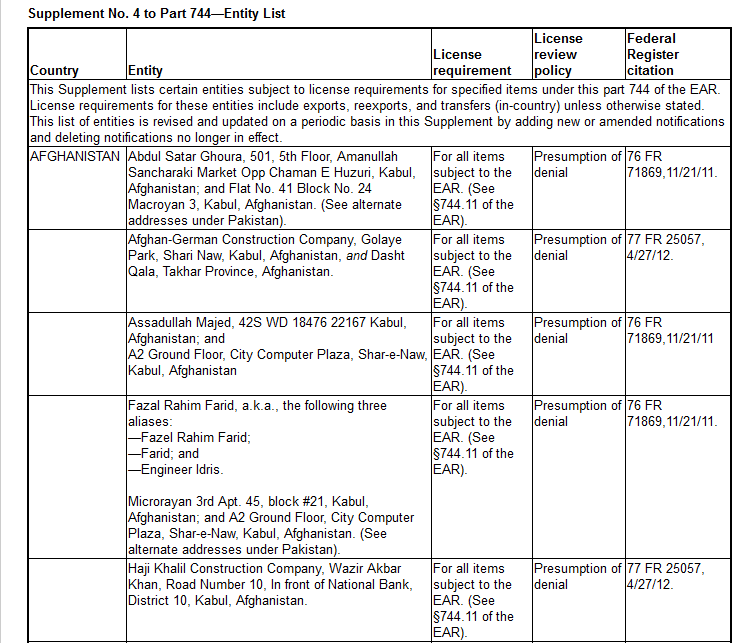 Supplement No. 4 to Part 744—Entity List
Country
Entity
License
requirement
License
review
policy
Federal
Register
citation
This Supplement lists certain entities subject to license requirements for specified items under this part 744 of the EAR.
License requirements for these entities include exports, reexports, and transfers (in-country) unless otherwise stated.
This list of entities is revised and updated on a periodic basis in this Supplement by adding new or amended notifications
and deleting notifications no longer in effect.
AFGHANISTAN
Abdul Satar Ghoura, 501, 5th Floor, Amanullah
Sancharaki Market Opp Chaman E Huzuri, Kabul,
Afghanistan; and Flat No. 41 Block No. 24
Macroyan 3, Kabul, Afghanistan. (See alternate
addresses under Pakistan).
For all items
subject to the
EAR. (See
§744.11 of the
EAR).
Presumption of
denial
76 FR
71869,11/21/11.
Afghan-German Construction Company, Golaye
Park, Shari Naw, Kabul, Afghanistan, and Dasht
Qala, Takhar Province, Afghanistan.
For all items
subject to the
EAR. (See
§744.11 of the
EAR).
Presumption of
denial
77 FR 25057,
4/27/12.
Assadullah Majed, 42S WD 18476 22167 Kabul,
Afghanistan; and
A2 Ground Floor, City Computer Plaza, Shar-e-Naw,
Kabul, Afghanistan
For all items
subject to the
EAR. (See
§744.11 of the
EAR).
Presumption of
denial
76 FR
71869,11/21/11
Fazal Rahim Farid, a.k.a., the following three
aliases:
—Fazel Rahim Farid;
—Farid; and
—Engineer Idris.
Microrayan 3rd Apt. 45, block #21, Kabul,
Afghanistan; and A2 Ground Floor, City Computer
Plaza, Shar-e-Naw, Kabul, Afghanistan. (See
alternate addresses under Pakistan).
For all items
subject to the
EAR. (See
§744.11 of the
EAR).
Presumption of
denial
76 FR
71869,11/21/11.
Haji Khalil Construction Company, Wazir Akbar
Khan, Road Number 10, In front of National Bank,
District 10, Kabul, Afghanistan.
For all items
subject to the
EAR. (See
§744.11 of the
EAR).
Presumption of
denial
77 FR 25057,
4/27/12.